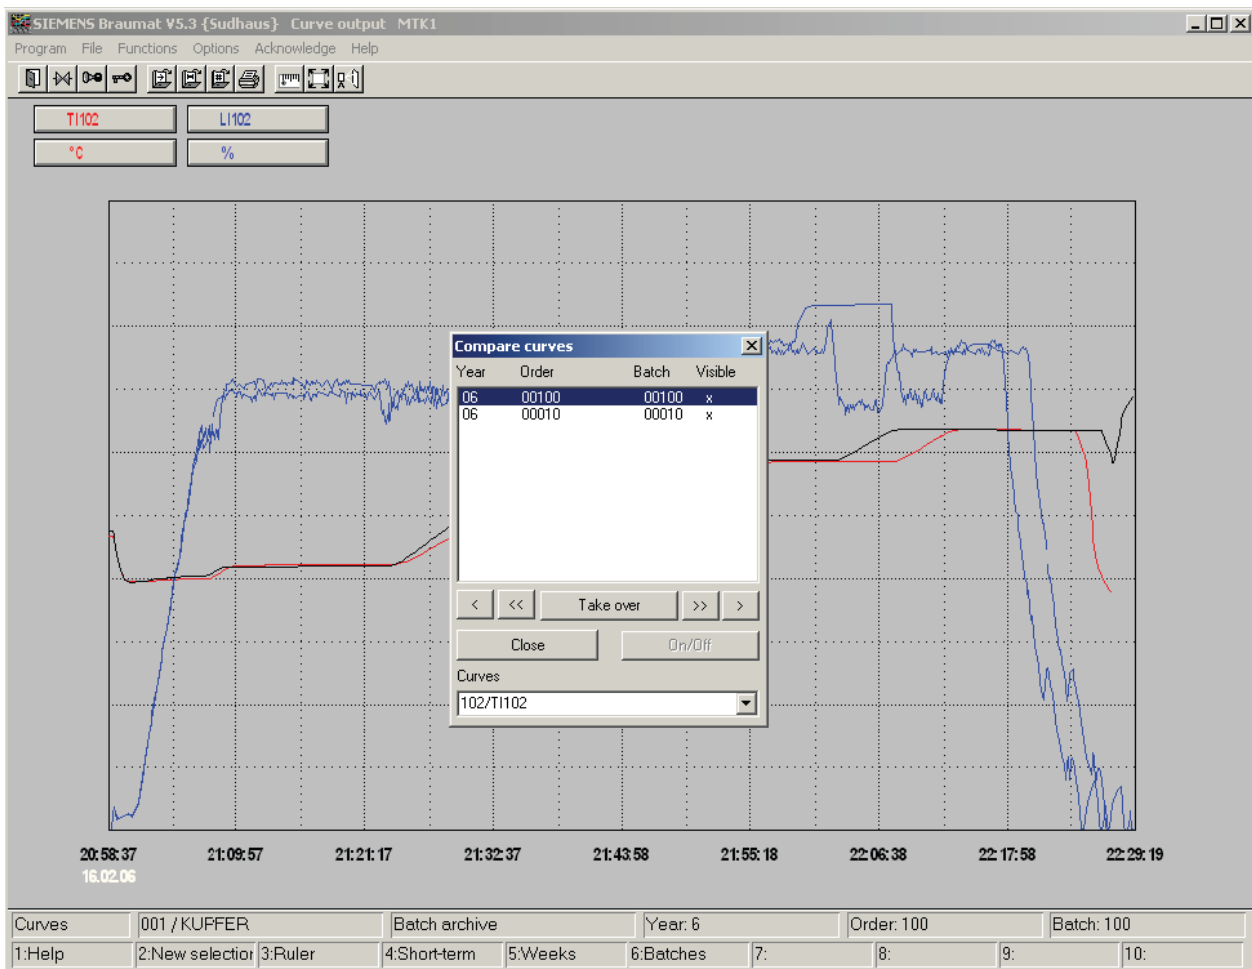 SIEMENS Braumat V5.3 {Sudhaus} Curve output MTK1
Program File Functions Options Acknowledge Help
TI102 LI102
°C %
Compare curves
Year Order Batch Visible
06 00100 00100 x
06 00010 00010 x
< << Take over >> >
Close On/Off
Curves
102/TI102
20:58:37 21:09:57 21:21:17 21:32:37 21:43:58 21:55:18 22:06:38 22:17:58 22:29:19
16.02.06
Curves 001 / KUPFER Batch archive Year: 6 Order: 100 Batch: 100
1:Help 2:New selection 3:Ruler 4:Short-term 5:Weeks 6:Batches 7: 8: 9: 10: